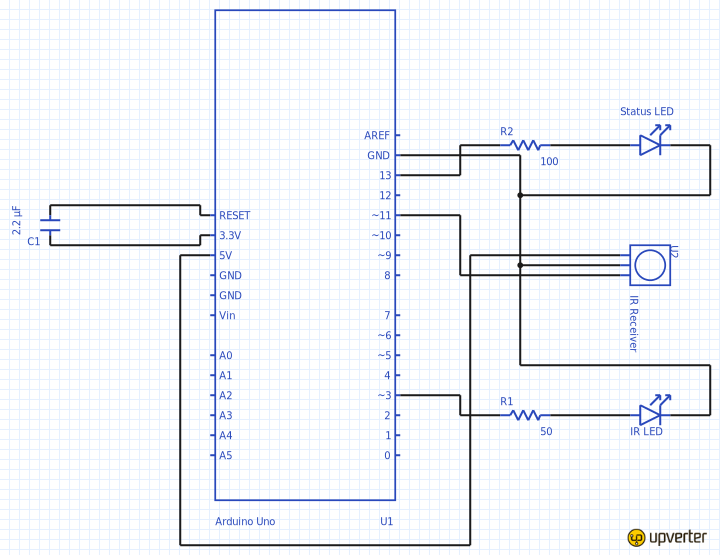 Status LED
R2
100
AREF
GND
13
12
~11
~10
~9
8
7
~6
~5
4
~3
2
1
0
RESET
3.3V
5V
GND
GND
Vin
A0
A1
A2
A3
A4
A5
2.2 µF
C1
U2
IR Receiver
R1
50
IR LED
Arduino Uno
U1
upverter